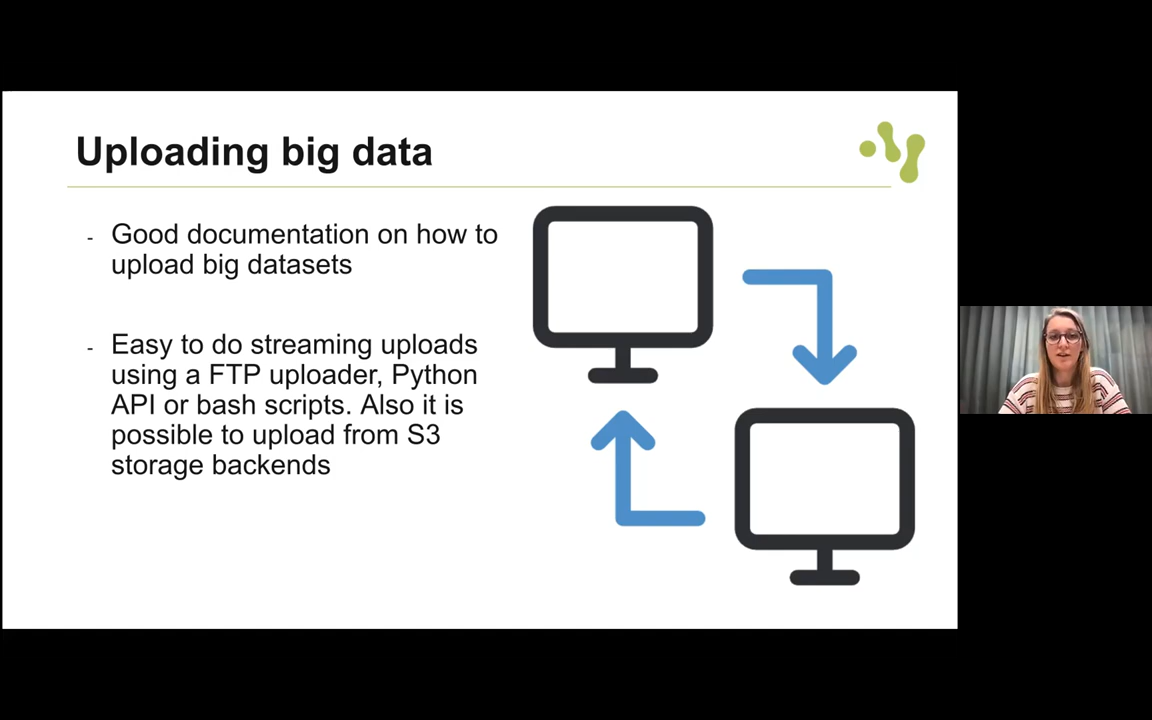 Uploading big data
- Good documentation on how to
upload big datasets
- Easy to do streaming uploads
using a FTP uploader, Python
API or bash scripts. Also it is
possible to upload from S3
storage backends